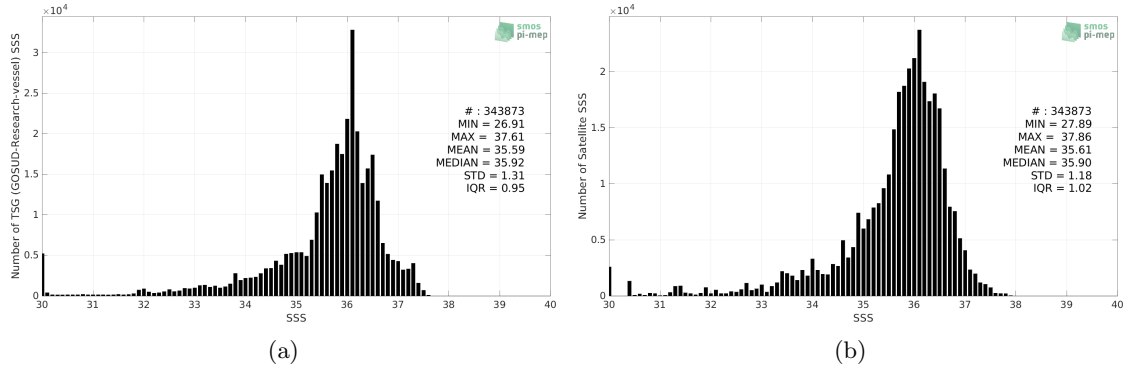 ×10⁴
Number of TSG (GOSUD-Research-vessel) SSS
3
2.5
2
1.5
1
0.5
0
30 31 32 33 34 35 36 37 38 39 40
SSS
smos
pi-mep
# : 343873
MIN = 26.91
MAX = 37.61
MEAN = 35.59
MEDIAN = 35.92
STD = 1.31
IQR = 0.95
(a)
×10⁴
Number of Satellite SSS
2
1.5
1
0.5
0
30 31 32 33 34 35 36 37 38 39 40
SSS
smos
pi-mep
# : 343873
MIN = 27.89
MAX = 37.86
MEAN = 35.61
MEDIAN = 35.90
STD = 1.18
IQR = 1.02
(b)